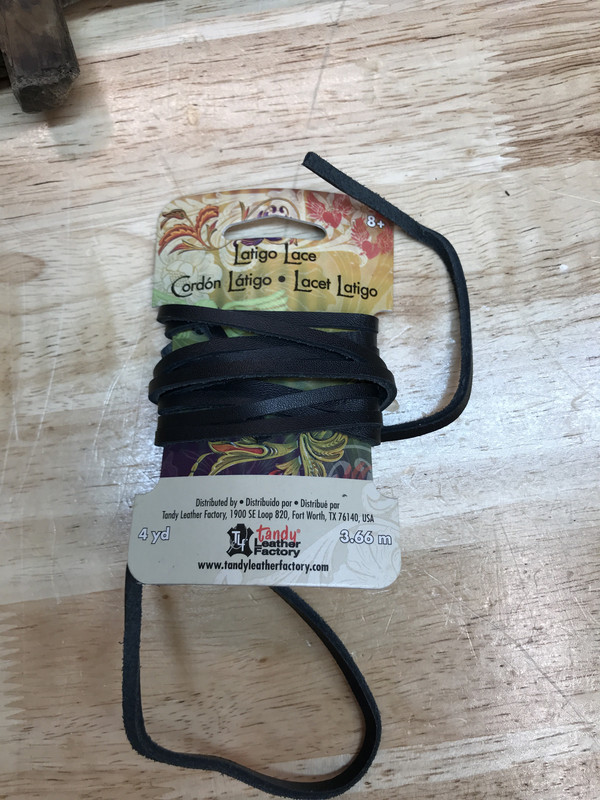 8+
Latigo Lace
Cordón Látigo • Lacet Latigo
Distributed by • Distribuido por • Distribué par
Tandy Leather Factory, 1900 SE Loop 820, Fort Worth, TX 76140, USA
4 yd
TLF
tandy®
Leather
Factory
3.66 m
www.tandyleatherfactory.com